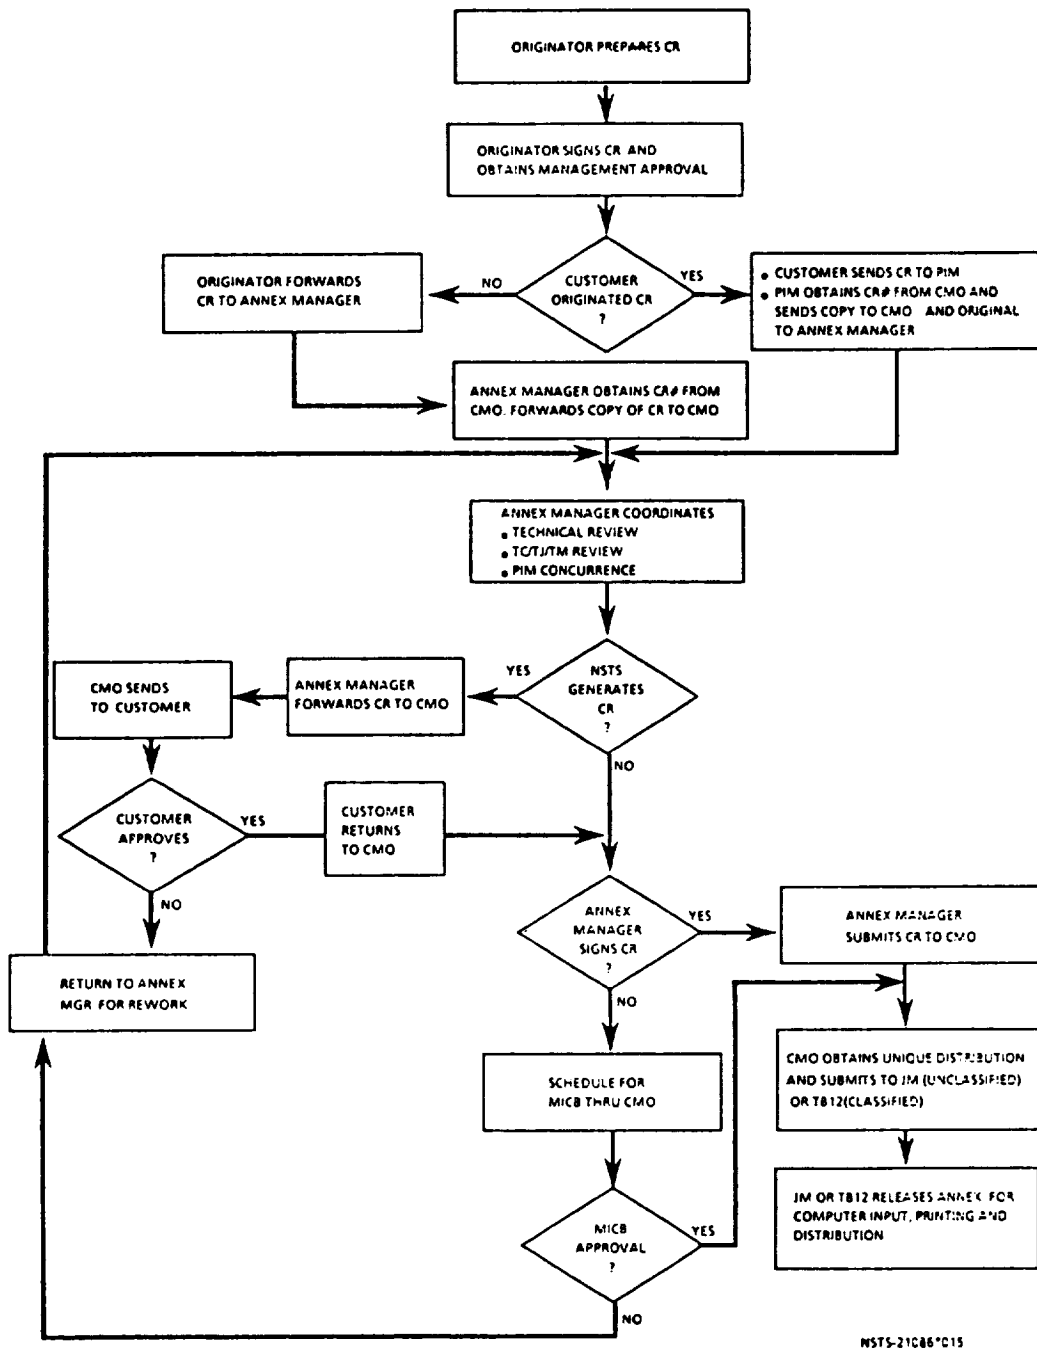 ORIGINATOR PREPARES CR
ORIGINATOR SIGNS CR AND
OBTAINS MANAGEMENT APPROVAL
CUSTOMER
ORIGINATED CR
?
NO
YES
ORIGINATOR FORWARDS
CR TO ANNEX MANAGER
• CUSTOMER SENDS CR TO PIM
• PIM OBTAINS CR# FROM CMO AND
SENDS COPY TO CMO AND ORIGINAL
TO ANNEX MANAGER
ANNEX MANAGER OBTAINS CR# FROM
CMO. FORWARDS COPY OF CR TO CMO
ANNEX MANAGER COORDINATES
• TECHNICAL REVIEW
• TC/TJ/TM REVIEW
• PIM CONCURRENCE
NSTS
GENERATES
CR
?
YES
NO
ANNEX MANAGER
FORWARDS CR TO CMO
CMO SENDS
TO CUSTOMER
CUSTOMER
APPROVES
?
YES
NO
CUSTOMER
RETURNS
TO CMO
RETURN TO ANNEX
MGR FOR REWORK
ANNEX
MANAGER
SIGNS CR
?
YES
NO
ANNEX MANAGER
SUBMITS CR TO CMO
SCHEDULE FOR
MICB THRU CMO
CMO OBTAINS UNIQUE DISTRIBUTION
AND SUBMITS TO JM (UNCLASSIFIED)
OR TB12(CLASSIFIED)
MICB
APPROVAL
?
YES
NO
JM OR TB12 RELEASES ANNEX FOR
COMPUTER INPUT, PRINTING AND
DISTRIBUTION
NSTS-21086*015